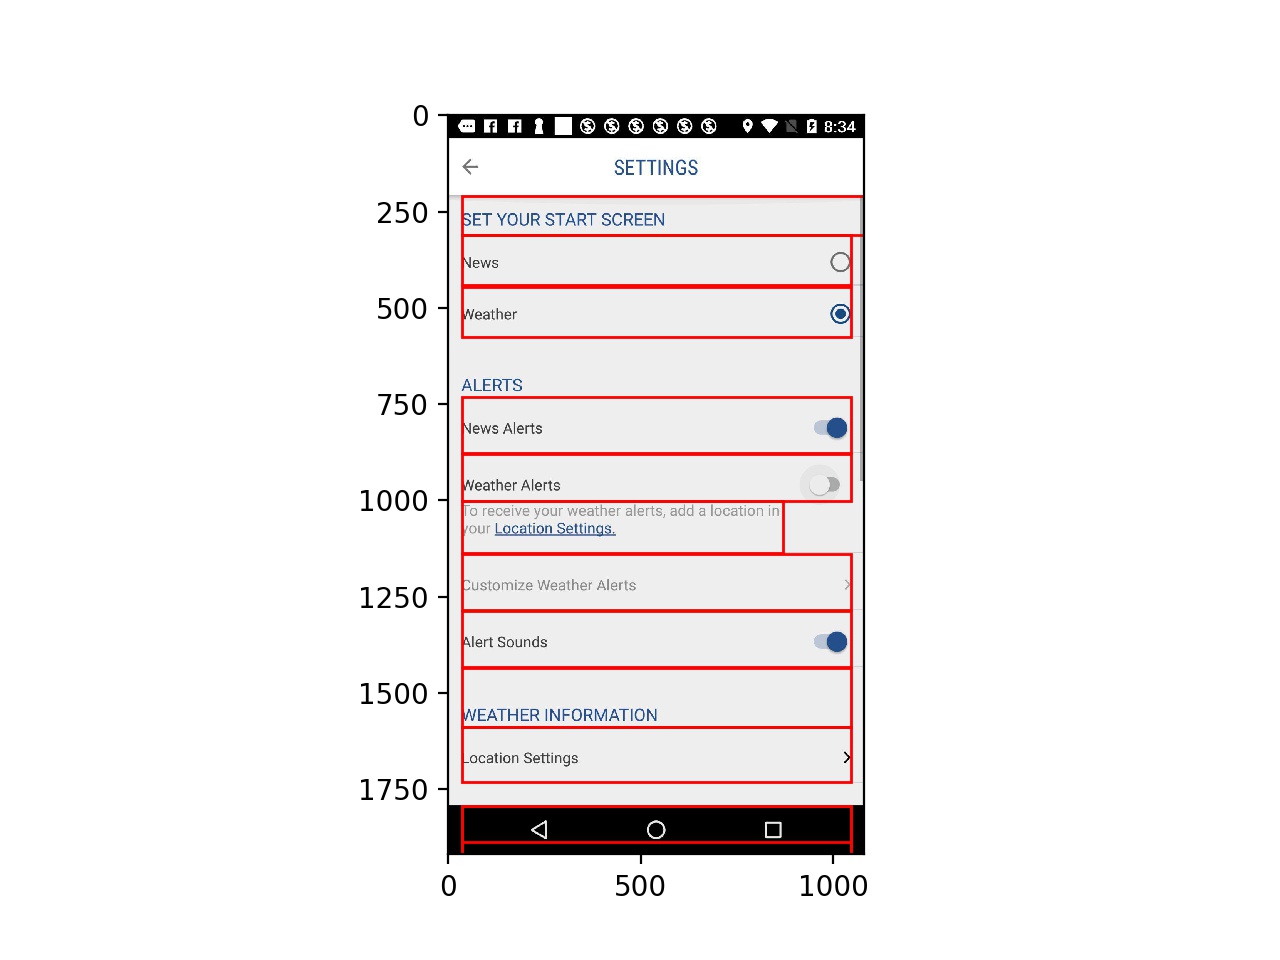 0
250
500
750
1000
1250
1500
1750
8:34
SETTINGS
SET YOUR START SCREEN
News
Weather
ALERTS
News Alerts
Weather Alerts
To receive your weather alerts, add a location in
your Location Settings.
Customize Weather Alerts
Alert Sounds
WEATHER INFORMATION
Location Settings
0 500 1000